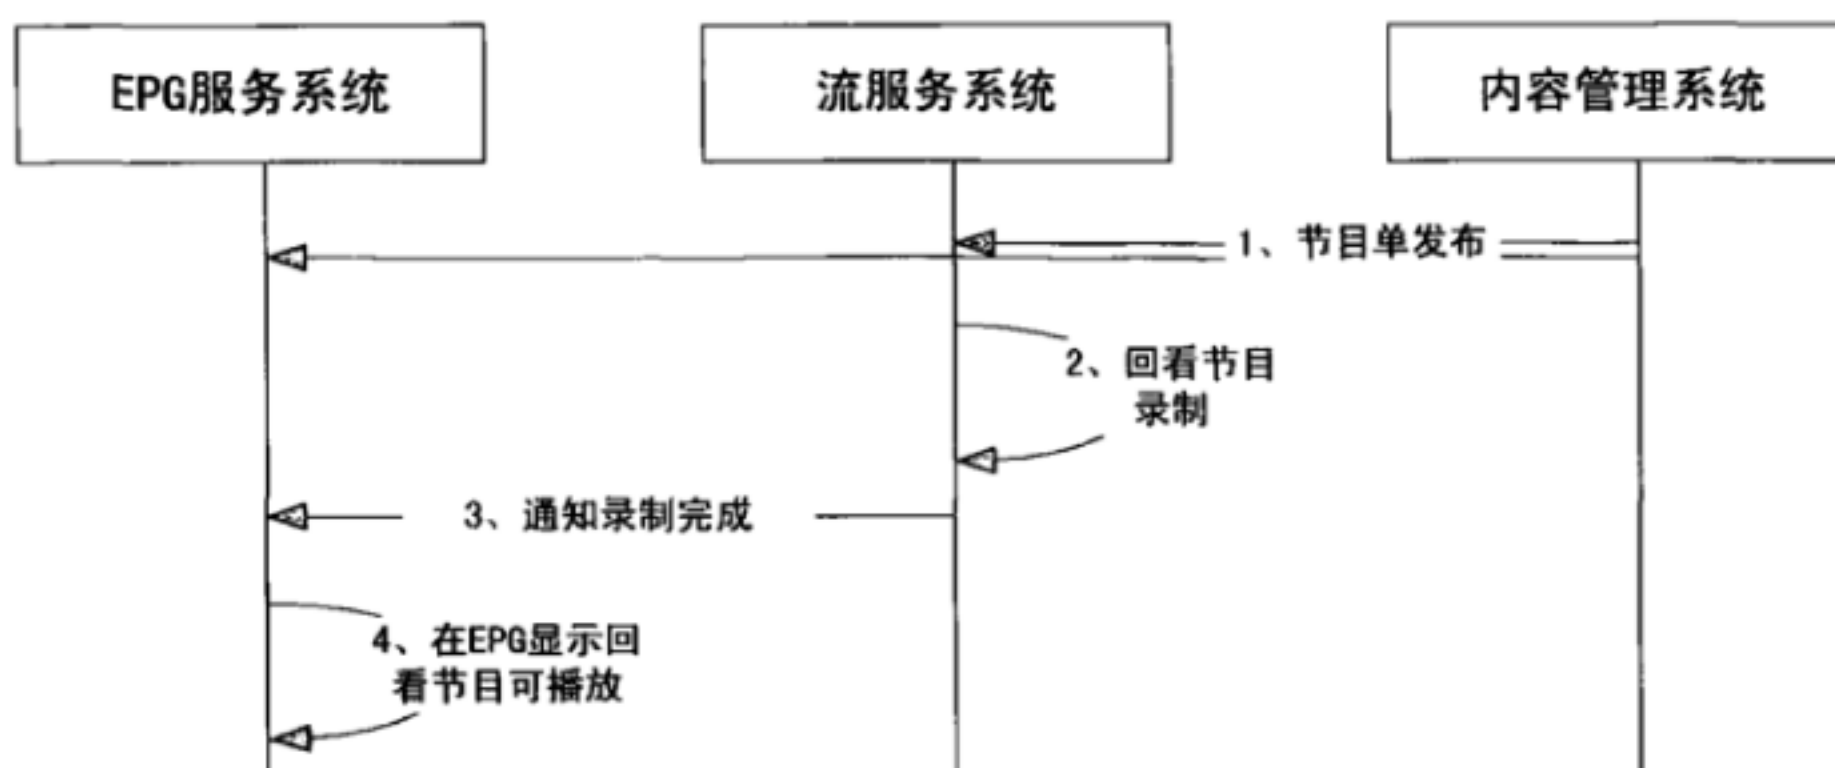 EPG服务系统
流服务系统
内容管理系统
1、节目单发布
2、回看节目
录制
3、通知录制完成
4、在EPG显示回
看节目可播放